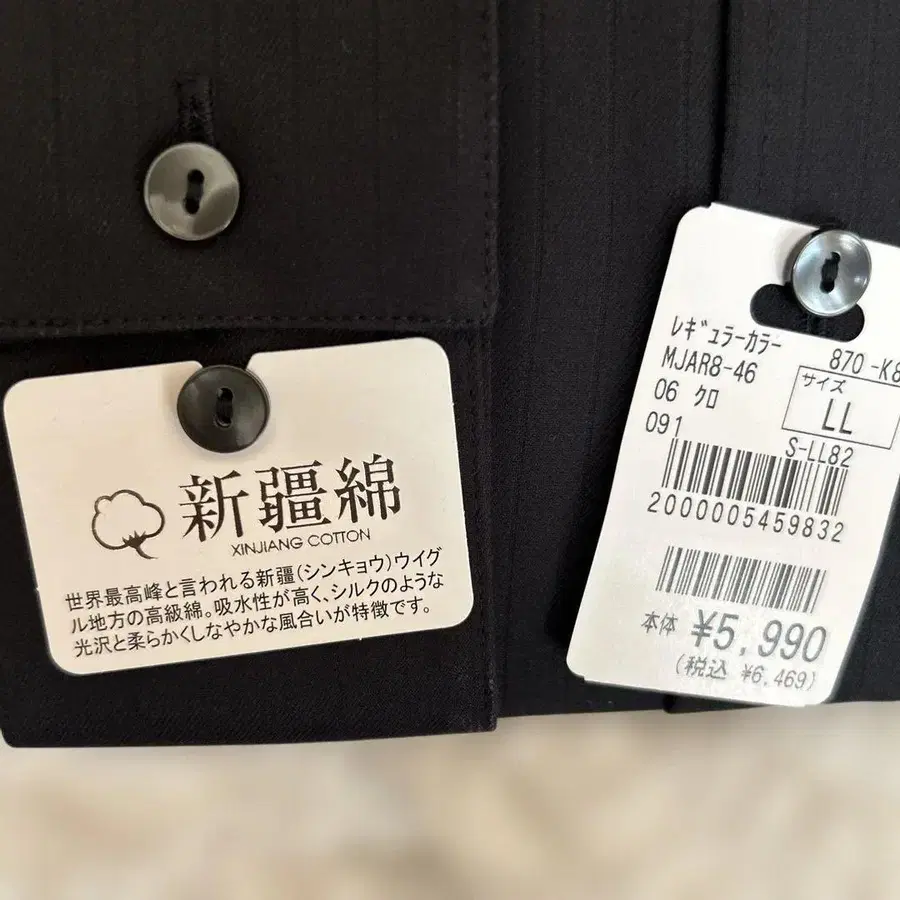 新疆綿
XINJIANG COTTON
世界最高峰と言われる新疆(シンキョウ)ウイグ
ル地方の高級綿。吸水性が高く、シルクのような
光沢と柔らかくしなやかな風合いが特徴です。
ﾚｷﾞｭﾗｰｶﾗｰ
MJAR8-46 870-K8
06 ｸﾛ サイズ
091 LL
S-LL82
2000005459832
本体 ¥5,990
(税込 ¥6,469)